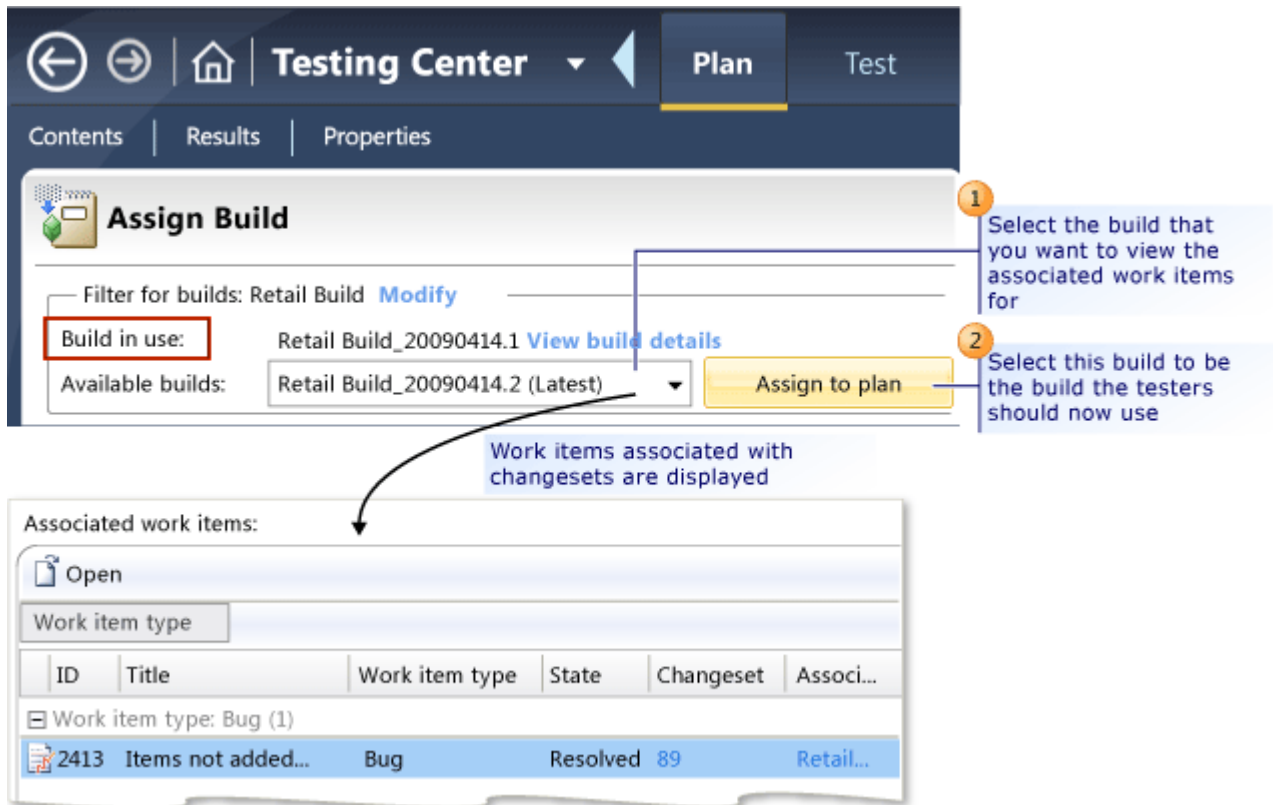 Testing Center Plan Test
Contents Results Properties
Assign Build
Filter for builds: Retail Build Modify
Build in use: Retail Build_20090414.1 View build details
Available builds: Retail Build_20090414.2 (Latest) Assign to plan
1
Select the build that
you want to view the
associated work items
for
2
Select this build to be
the build the testers
should now use
Work items associated with
changesets are displayed
Associated work items:
Open
Work item type
ID Title Work item type State Changeset Associ...
Work item type: Bug (1)
2413 Items not added... Bug Resolved 89 Retail...